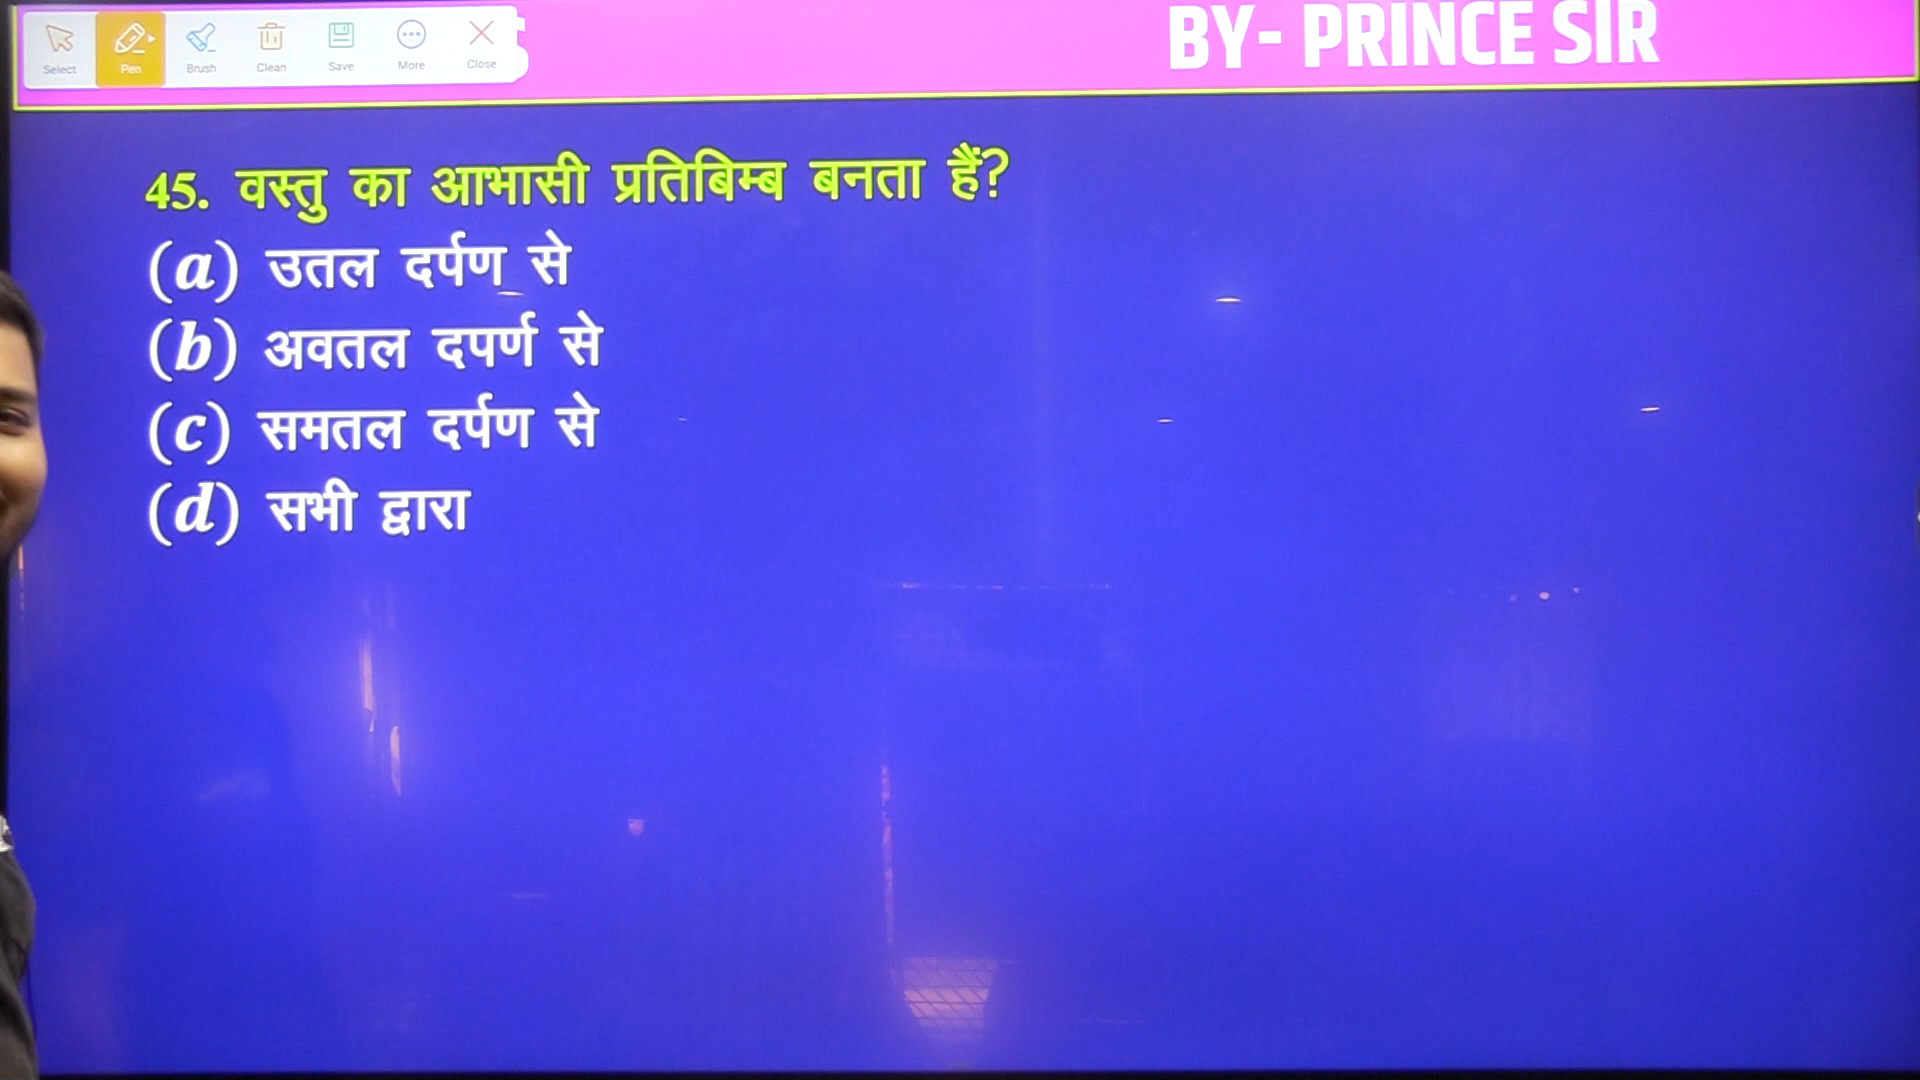 BY- PRINCE SIR
Select Pen Brush Clean Save More Close
45. वस्तु का आभासी प्रतिबिम्ब बनता हैं?
(a) उतल दर्पण से
(b) अवतल दपर्ण से
(c) समतल दर्पण से
(d) सभी द्वारा